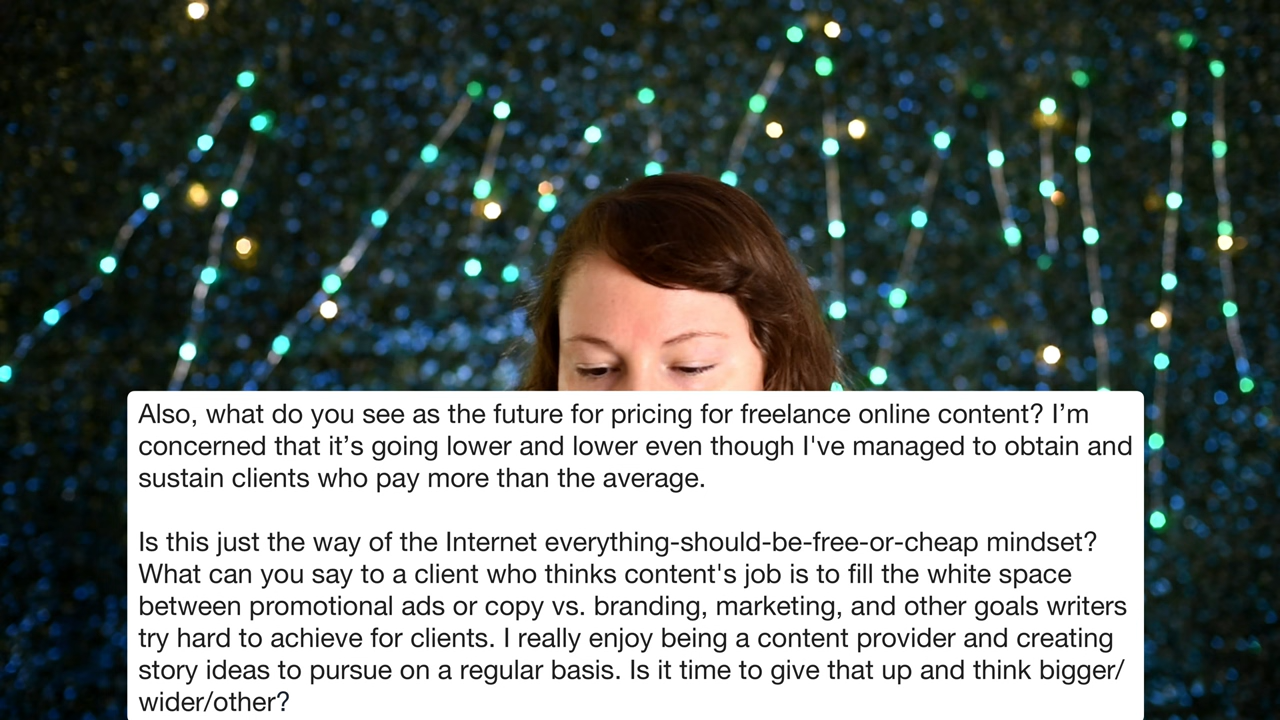 Also, what do you see as the future for pricing for freelance online content? I’m
concerned that it’s going lower and lower even though I've managed to obtain and
sustain clients who pay more than the average.
Is this just the way of the Internet everything-should-be-free-or-cheap mindset?
What can you say to a client who thinks content's job is to fill the white space
between promotional ads or copy vs. branding, marketing, and other goals writers
try hard to achieve for clients. I really enjoy being a content provider and creating
story ideas to pursue on a regular basis. Is it time to give that up and think bigger/
wider/other?